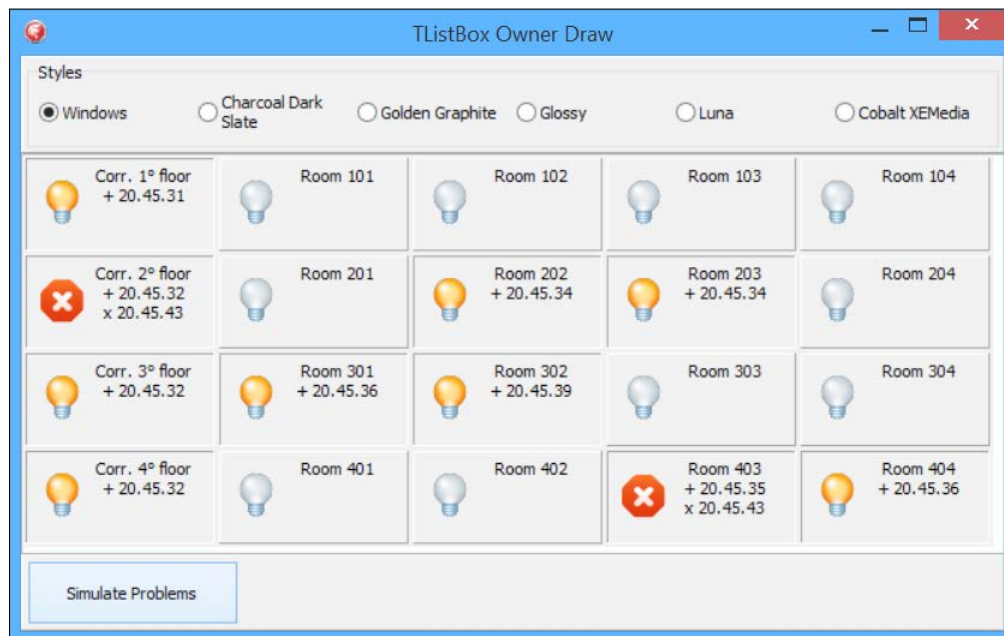 TListBox Owner Draw
Styles
Windows
Charcoal Dark
Slate
Golden Graphite
Glossy
Luna
Cobalt XEMedia
Corr. 1° floor
+ 20.45.31
Room 101
Room 102
Room 103
Room 104
Corr. 2° floor
+ 20.45.32
x 20.45.43
Room 201
Room 202
+ 20.45.34
Room 203
+ 20.45.34
Room 204
Corr. 3° floor
+ 20.45.32
Room 301
+ 20.45.36
Room 302
+ 20.45.39
Room 303
Room 304
Corr. 4° floor
+ 20.45.32
Room 401
Room 402
Room 403
+ 20.45.35
x 20.45.43
Room 404
+ 20.45.36
Simulate Problems